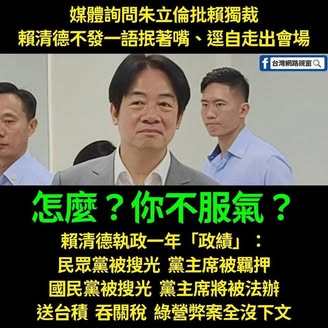 媒體詢問朱立倫批賴獨裁
賴清德不發一語抿著嘴、逕自走出會場
台灣網路視窗
怎麼？你不服氣？
賴清德執政一年「政績」：
民眾黨被搜光 黨主席被羈押
國民黨被搜光 黨主席將被法辦
送台積 吞關稅 綠營弊案全沒下文